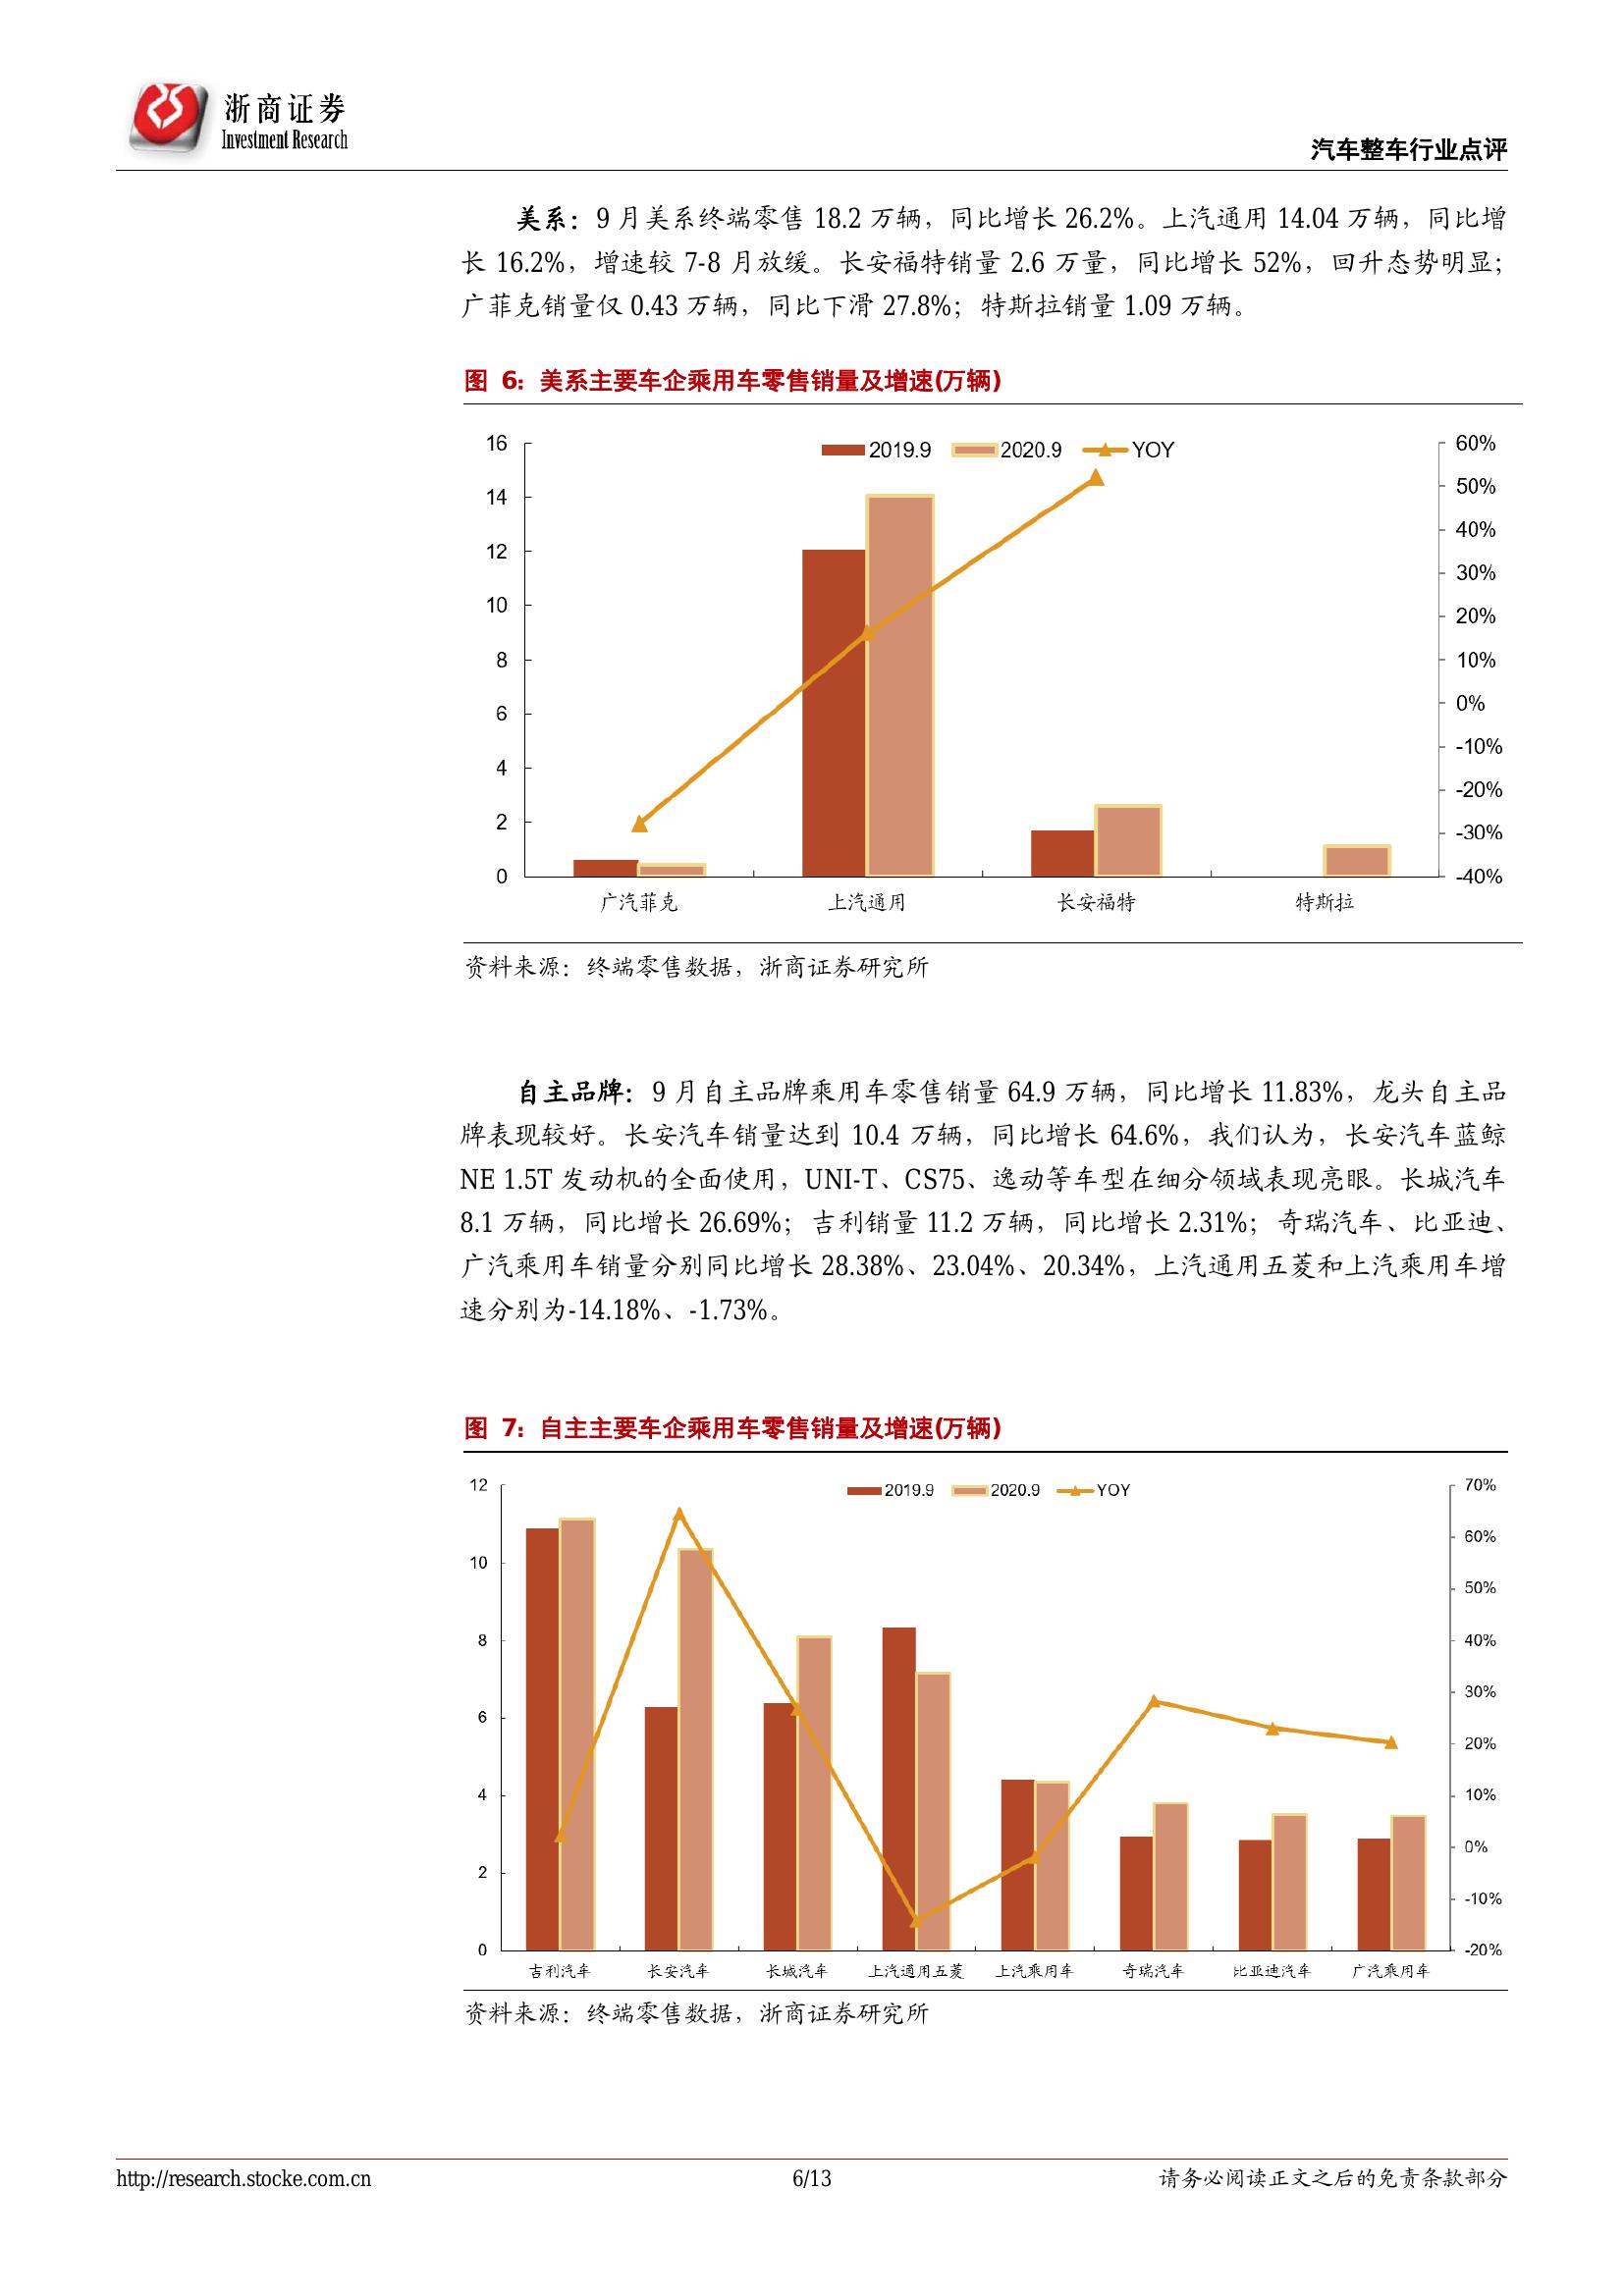 浙商证券
Investment Research
汽车整车行业点评
美系：9 月美系终端零售 18.2 万辆，同比增长 26.2%。上汽通用 14.04 万辆，同比增
长 16.2%，增速较 7-8 月放缓。长安福特销量 2.6 万量，同比增长 52%，回升态势明显；
广菲克销量仅 0.43 万辆，同比下滑 27.8%；特斯拉销量 1.09 万辆。
图 6：美系主要车企乘用车零售销量及增速(万辆)
2019.9 2020.9 YOY
16
14
12
10
8
6
4
2
0
60%
50%
40%
30%
20%
10%
0%
-10%
-20%
-30%
-40%
广汽菲克 上汽通用 长安福特 特斯拉
资料来源：终端零售数据，浙商证券研究所
自主品牌：9 月自主品牌乘用车零售销量 64.9 万辆，同比增长 11.83%，龙头自主品
牌表现较好。长安汽车销量达到 10.4 万辆，同比增长 64.6%，我们认为，长安汽车蓝鲸
NE 1.5T 发动机的全面使用，UNI-T、CS75、逸动等车型在细分领域表现亮眼。长城汽车
8.1 万辆，同比增长 26.69%；吉利销量 11.2 万辆，同比增长 2.31%；奇瑞汽车、比亚迪、
广汽乘用车销量分别同比增长 28.38%、23.04%、20.34%，上汽通用五菱和上汽乘用车增
速分别为-14.18%、-1.73%。
图 7：自主主要车企乘用车零售销量及增速(万辆)
2019.9 2020.9 YOY
12
10
8
6
4
2
0
70%
60%
50%
40%
30%
20%
10%
0%
-10%
-20%
吉利汽车 长安汽车 长城汽车 上汽通用五菱 上汽乘用车 奇瑞汽车 比亚迪汽车 广汽乘用车
资料来源：终端零售数据，浙商证券研究所
http://research.stocke.com.cn 6/13 请务必阅读正文之后的免责条款部分